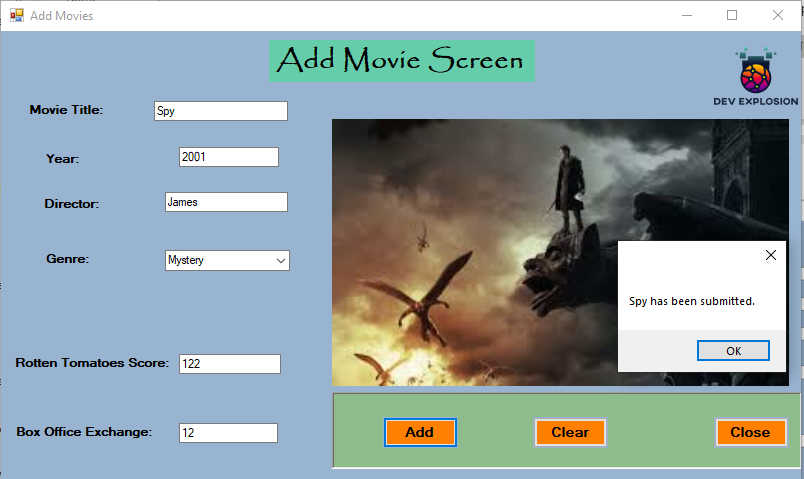 Add Movies
Add Movie Screen
DEV EXPLOSION
Movie Title: Spy
Year: 2001
Director: James
Genre: Mystery
Spy has been submitted.
OK
Rotten Tomatoes Score: 122
Box Office Exchange: 12
Add Clear Close